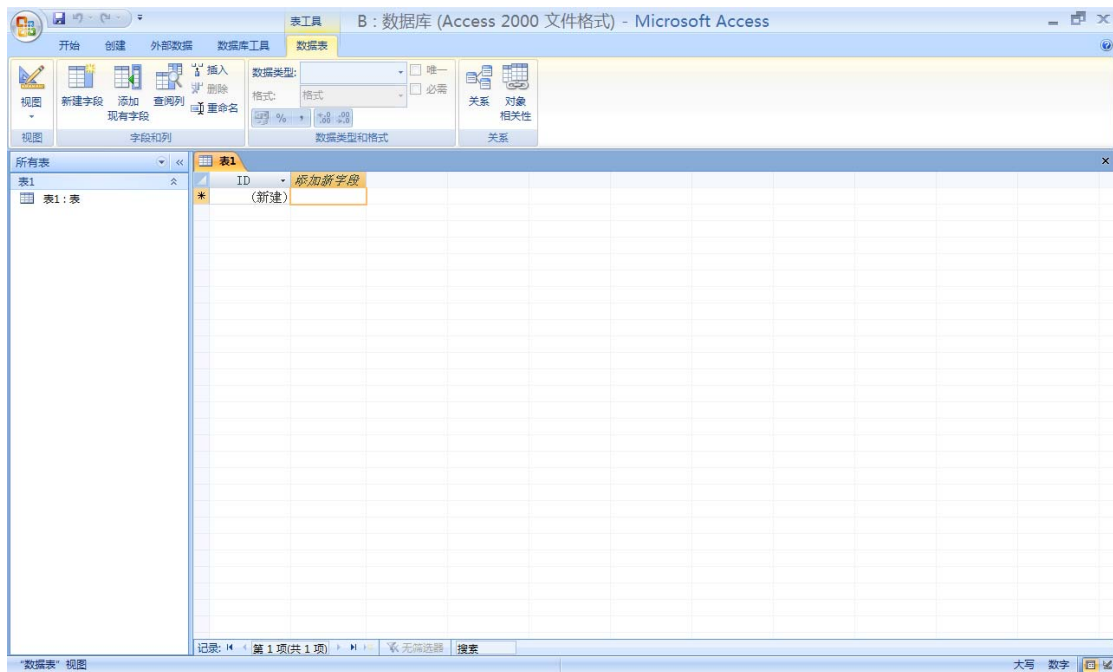 表工具 B : 数据库 (Access 2000 文件格式) - Microsoft Access
开始 创建 外部数据 数据库工具 数据表
视图
新建字段
添加
现有字段
查阅列
插入
删除
重命名
数据类型:
格式: 格式
% ,
唯一
必需
关系
对象
相关性
视图 字段和列 数据类型和格式 关系
所有表
表1
表1 : 表
表1
ID 添加新字段
* (新建)
记录: 第 1 项(共 1 项) 无筛选器 搜索
"数据表" 视图 大写 数字